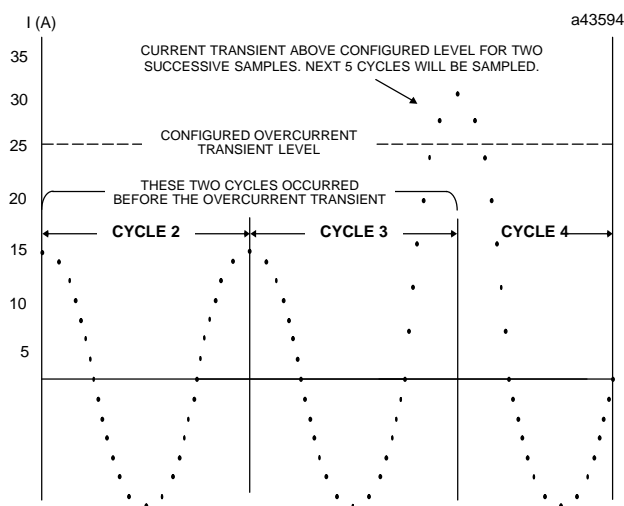 I (A)
a43594
35
CURRENT TRANSIENT ABOVE CONFIGURED LEVEL FOR TWO
SUCCESSIVE SAMPLES. NEXT 5 CYCLES WILL BE SAMPLED.
30
CONFIGURED OVERCURRENT
TRANSIENT LEVEL
25
THESE TWO CYCLES OCCURRED
BEFORE THE OVERCURRENT TRANSIENT
20
CYCLE 2
CYCLE 3
CYCLE 4
15
10
5